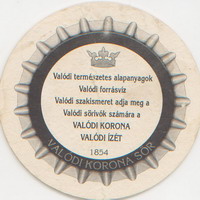 Valódi természetes alapanyagok
Valódi forrásvíz
Valódi szakismeret adja meg a
Valódi sörivók számára a
VALÓDI KORONA
VALÓDI ÍZÉT
1854
VALÓDI KORONA SÖR